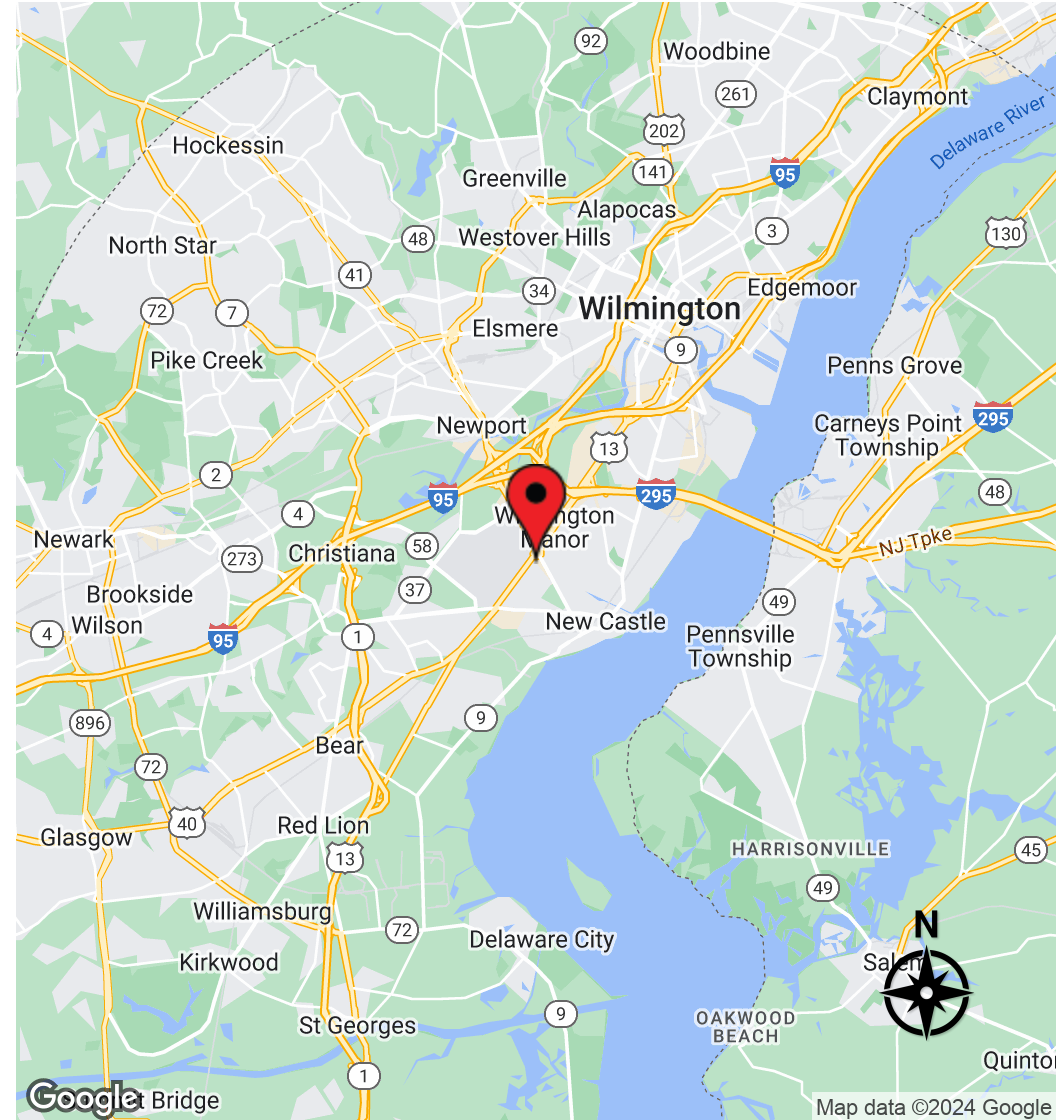 92
Woodbine
261
Claymont
202
Delaware River
Hockessin
141
95
Greenville
Alapocas
3
130
North Star
48
Westover Hills
41
34
Edgemoor
72
7
Wilmington
Elsmere
9
Pike Creek
Penns Grove
Newport
Carneys Point
Township
295
13
2
95
295
48
4
Wilmington
Manor
Newark
273
Christiana
58
NJ Tpke
37
Brookside
49
4
Wilson
95
1
New Castle
Pennsville
Township
896
9
72
Bear
40
Red Lion
Glasgow
13
HARRISONVILLE
45
49
Williamsburg
72
N
Delaware City
Kirkwood
Salem
9
St Georges
OAKWOOD
BEACH
Quinton
1
Google
Bridge
Map data ©2024 Google